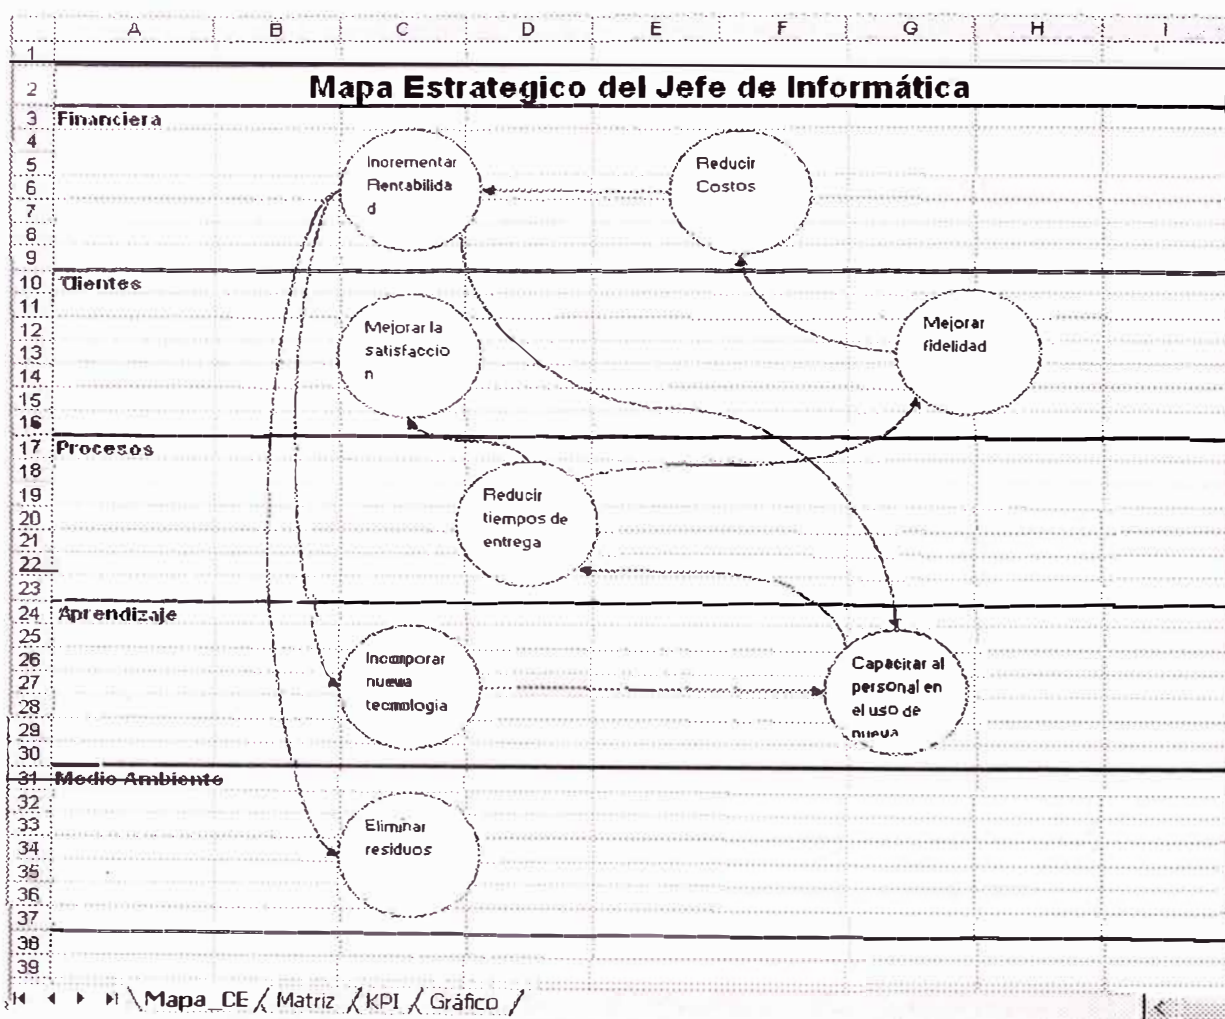 A B C D E F G H I
1
2 Mapa Estrategico del Jefe de Informática
3 Financiera
4
5
6
7
8
9
Incrementar
Rentabilida
d
Reducir
Costos
10 Clientes
11
12
13
14
15
16
Mejorar la
satisfaccio
n
Mejorar
fidelidad
17 Procesos
18
19
20
21
22
23
Reducir
tiempos de
entrega
24 Aprendizaje
25
26
27
28
29
30
Incorporar
nueva
tecnologia
Capacitar al
personal en
el uso de
nueva
31 Medio Ambiente
32
33
34
35
36
37
38
39
Eliminar
residuos
Mapa_CE / Matriz / KPI / Gráfico /